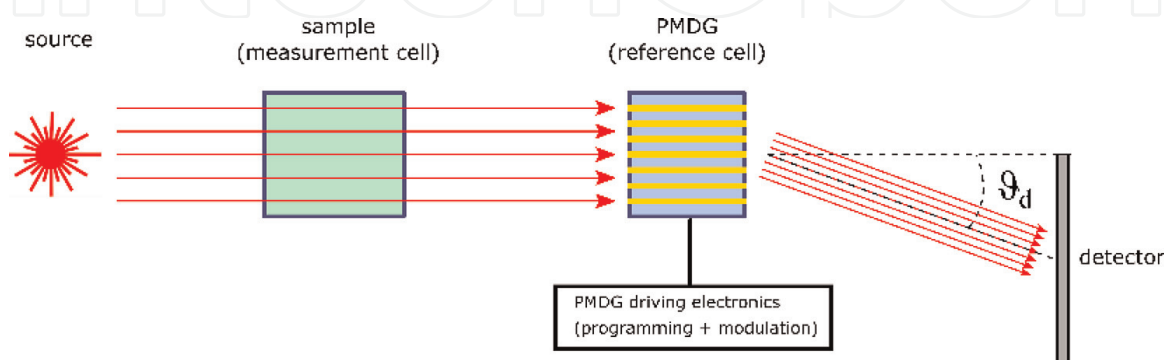 source
sample
(measurement cell)
PMDG
(reference cell)
ϑd
detector
PMDG driving electronics
(programming + modulation)